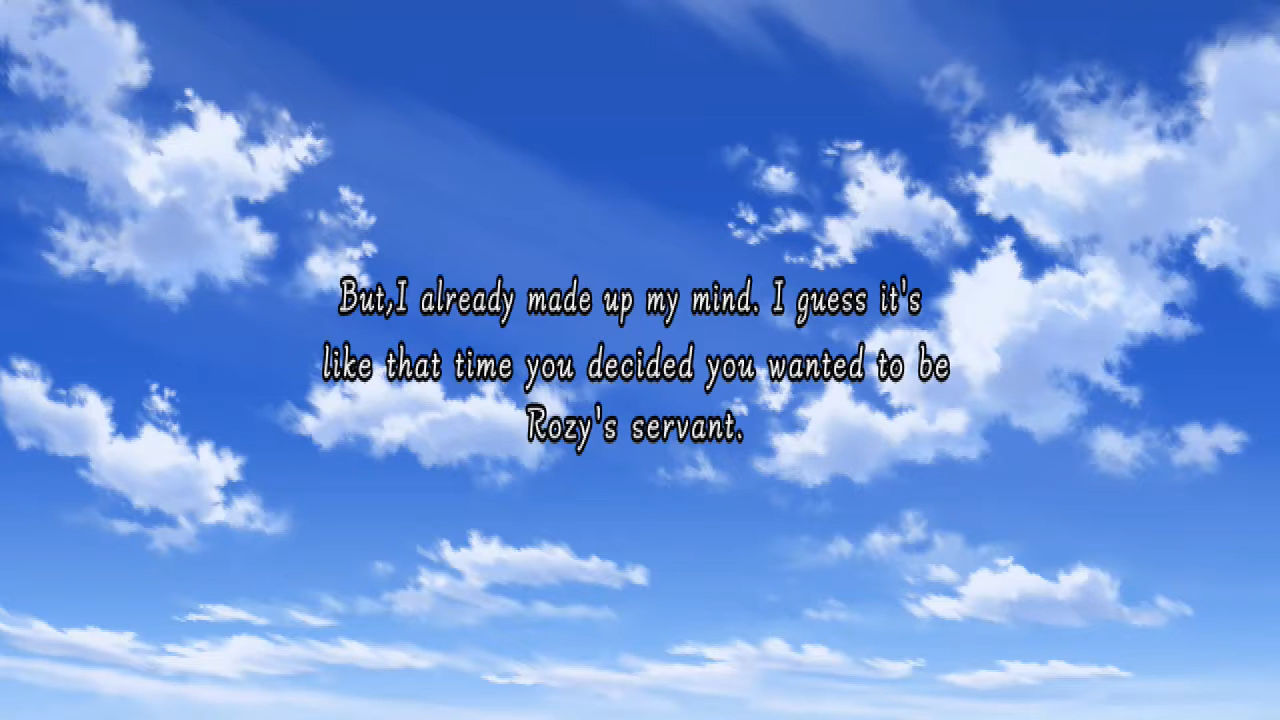 But,I already made up my mind. I guess it's
like that time you decided you wanted to be
Rozy's servant.